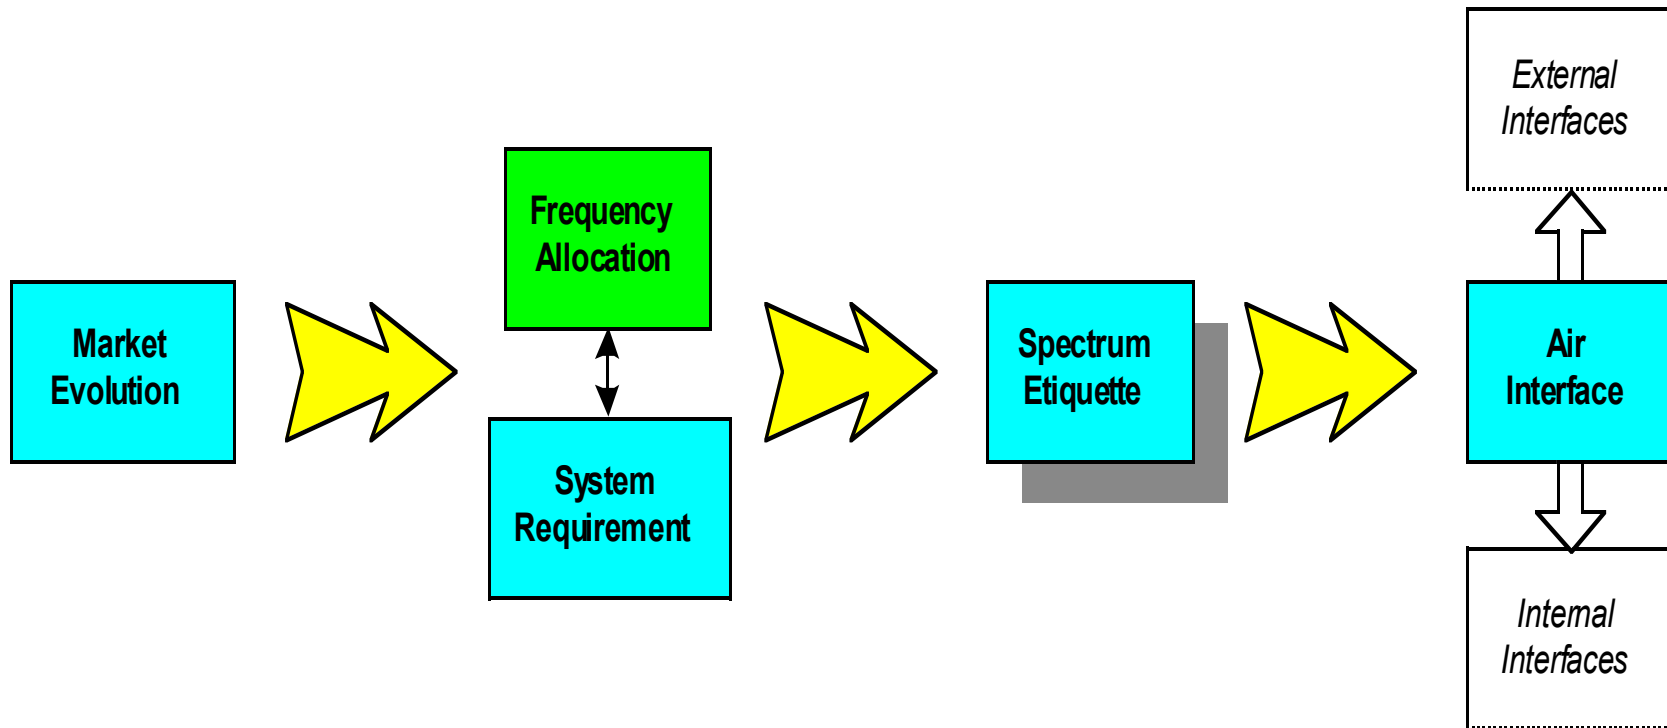 Market
Evolution
Frequency
Allocation
System
Requirement
Spectrum
Etiquette
External
Interfaces
Air
Interface
Internal
Interfaces